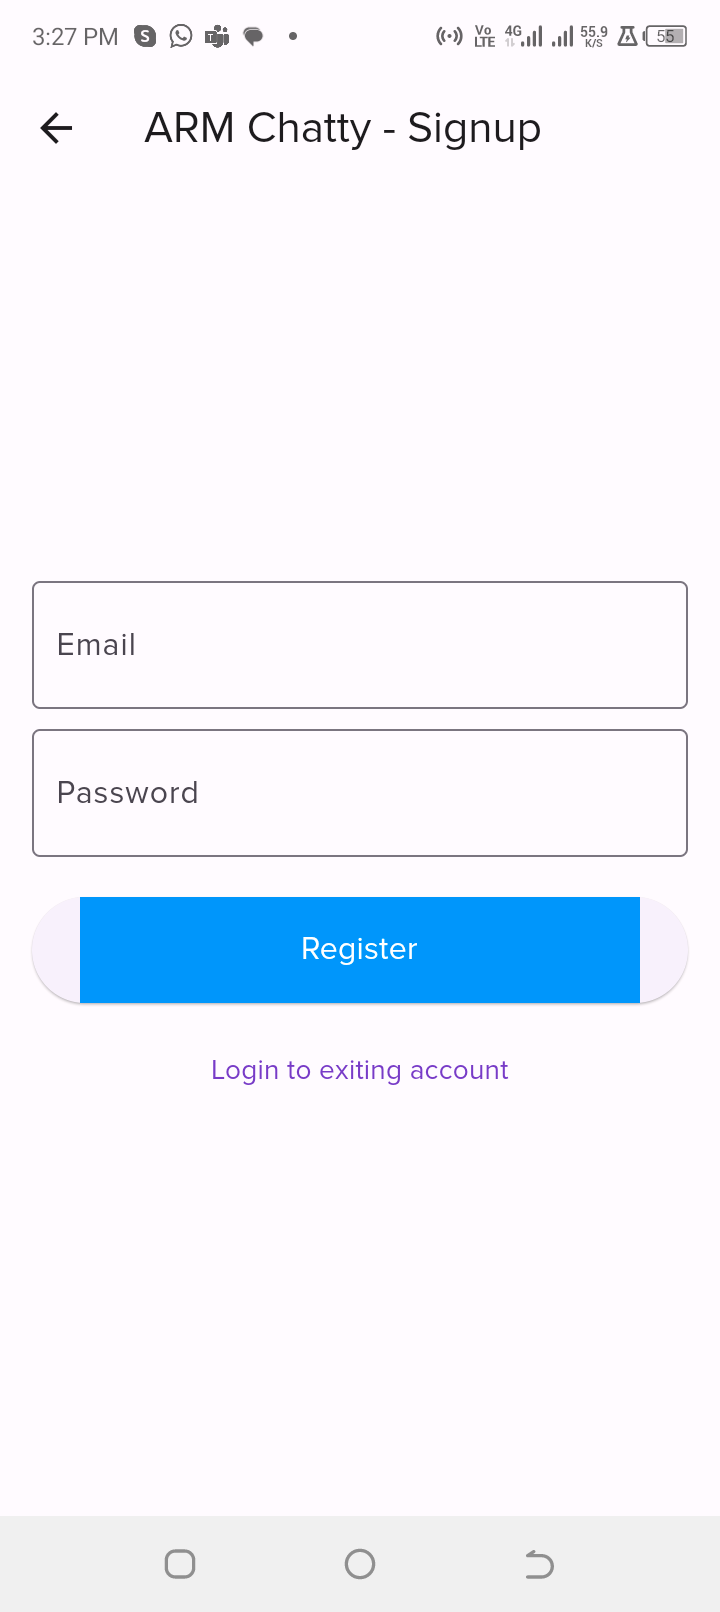 3:27 PM S T Vo LTE 4G 55.9 K/S 55
ARM Chatty - Signup
Email
Password
Register
Login to exiting account